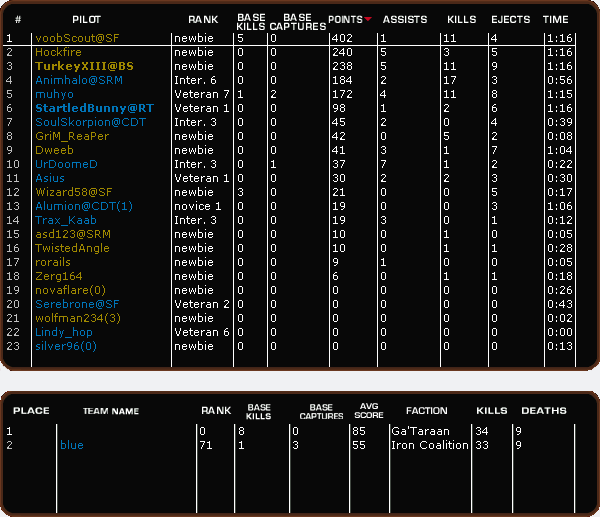 # PILOT RANK BASE KILLS BASE CAPTURES POINTS ASSISTS KILLS EJECTS TIME
1 voobScout@SF newbie 5 0 402 1 11 4 1:16
2 Hockfire newbie 0 0 240 5 3 5 1:16
3 TurkeyXIII@BS newbie 0 0 238 5 11 9 1:16
4 Animhalo@SRM Inter. 6 0 0 184 2 17 3 0:56
5 muhyo Veteran 7 1 2 172 4 11 8 1:15
6 StartledBunny@RT Veteran 1 0 0 98 1 2 6 1:16
7 SoulSkorpion@CDT Inter. 3 0 0 45 2 0 4 0:39
8 GriM_ReaPer newbie 0 0 42 0 5 2 0:08
9 Dweeb newbie 0 0 41 3 1 7 1:04
10 UrDoomeD Inter. 3 0 1 37 7 1 2 0:22
11 Asius Veteran 1 0 0 30 2 2 3 0:30
12 Wizard58@SF newbie 3 0 21 0 0 5 0:17
13 Alumion@CDT(1) novice 1 0 0 19 0 0 3 1:06
14 Trax_Kaab Inter. 3 0 0 19 3 0 1 0:12
15 asd123@SRM newbie 0 0 10 0 1 0 0:05
16 TwistedAngle newbie 0 0 10 0 1 1 0:28
17 rorails newbie 0 0 9 1 0 0 0:05
18 Zerg164 newbie 0 0 6 0 1 1 0:18
19 novaflare(0) newbie 0 0 0 0 0 0 0:26
20 Serebrone@SF Veteran 2 0 0 0 0 0 0 0:43
21 wolfman234(3) newbie 0 0 0 0 0 0 0:02
22 Lindy_hop Veteran 6 0 0 0 0 0 0 0:00
23 silver96(0) newbie 0 0 0 0 0 0 0:13
PLACE TEAM NAME RANK BASE KILLS BASE CAPTURES AVG SCORE FACTION KILLS DEATHS
1 0 8 0 85 Ga'Taraan 34 9
2 blue 71 1 3 55 Iron Coalition 33 9